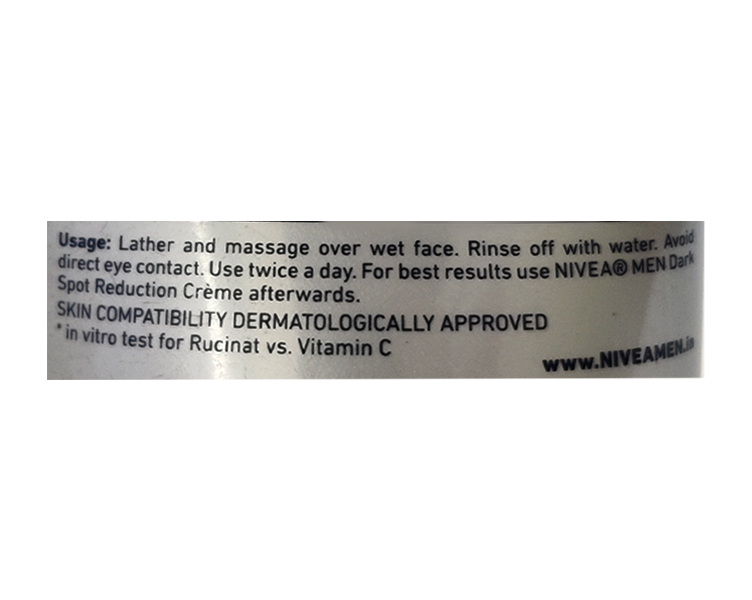 Usage: Lather and massage over wet face. Rinse off with water. Avoid
direct eye contact. Use twice a day. For best results use NIVEA® MEN Dark
Spot Reduction Crème afterwards.
SKIN COMPATIBILITY DERMATOLOGICALLY APPROVED
*in vitro test for Rucinat vs. Vitamin C
www.NIVEAMEN.in